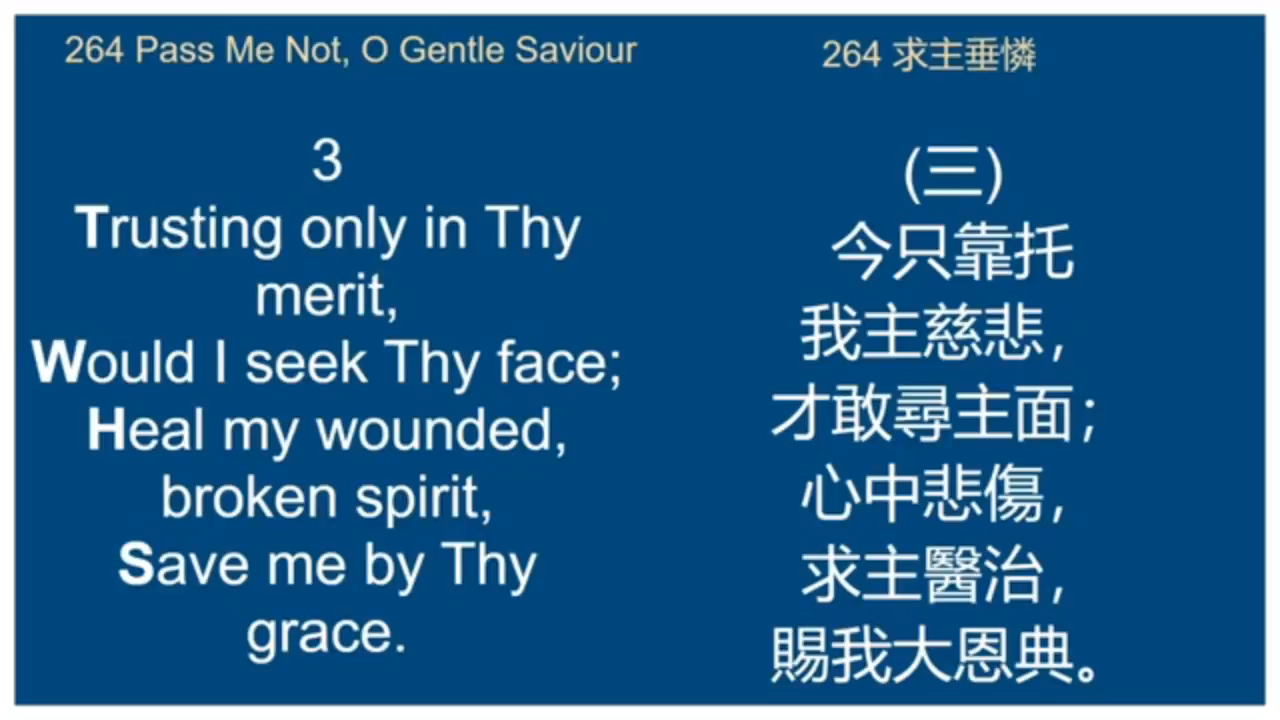 264 Pass Me Not, O Gentle Saviour
3
Trusting only in Thy
merit,
Would I seek Thy face;
Heal my wounded,
broken spirit,
Save me by Thy
grace.
264 求主垂憐
(三)
今只靠托
我主慈悲，
才敢尋主面；
心中悲傷，
求主醫治，
賜我大恩典。